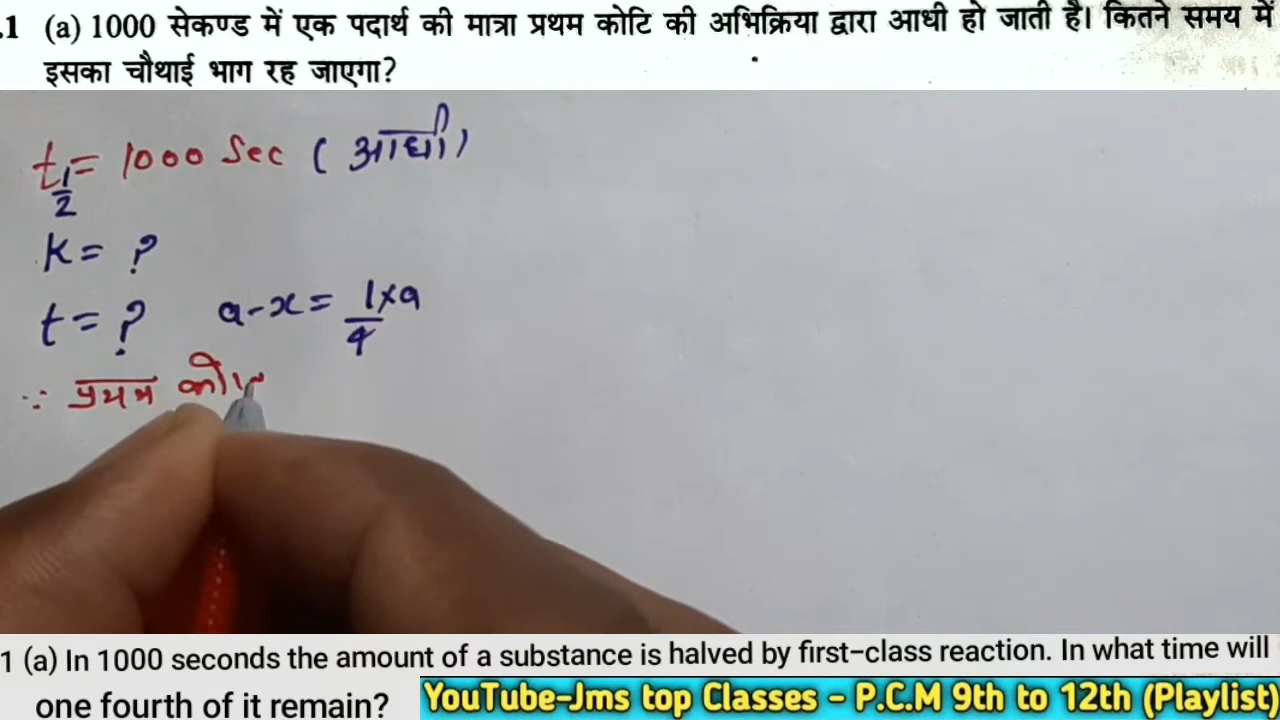 .1 (a) 1000 सेकण्ड में एक पदार्थ की मात्रा प्रथम कोटि की अभिक्रिया द्वारा आधी हो जाती है। कितने समय में
इसका चौथाई भाग रह जाएगा?
t1/2 = 1000 Sec ( आधी)
K = ?
t = ? a-x = 1/4 × a
∵ प्रथम
1 (a) In 1000 seconds the amount of a substance is halved by first-class reaction. In what time will
one fourth of it remain?
YouTube-Jms top Classes - P.C.M 9th to 12th (Playlist)